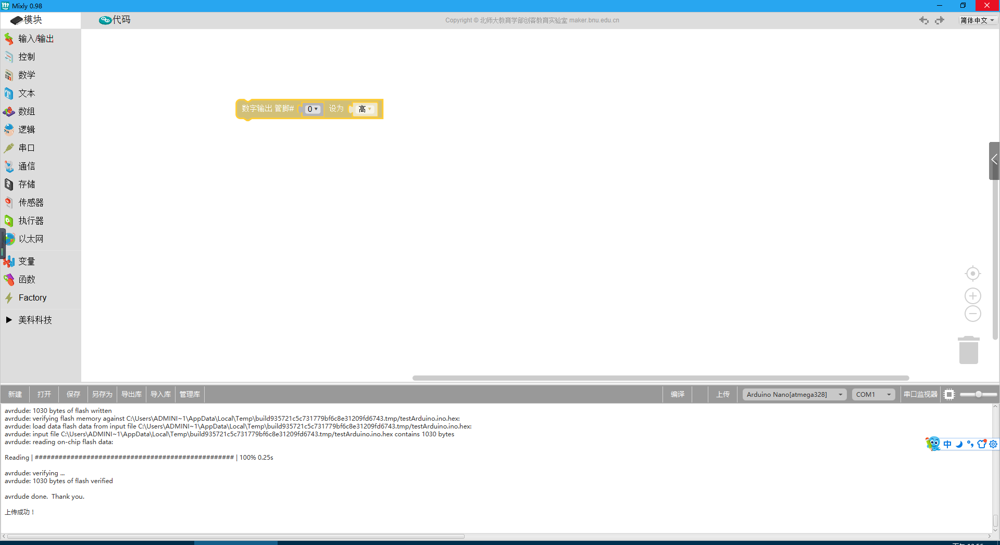 Mixly 0.98
模块
代码
Copyright © 北师大教育学部创客教育实验室 maker.bnu.edu.cn
简体中文
输入/输出
控制
数学
文本
数组
逻辑
串口
通信
存储
传感器
执行器
以太网
变量
函数
Factory
美科科技
数字输出 管脚# 0 设为 高
新建 打开 保存 另存为 导出库 导入库 管理库 编译 上传 Arduino Nano[atmega328] COM1 串口监视器
avrdude: 1030 bytes of flash written
avrdude: verifying flash memory against C:\Users\ADMINI~1\AppData\Local\Temp\build935721c5c731779bf6c8e31209fd6743.tmp/testArduino.ino.hex:
avrdude: load data flash data from input file C:\Users\ADMINI~1\AppData\Local\Temp\build935721c5c731779bf6c8e31209fd6743.tmp/testArduino.ino.hex:
avrdude: input file C:\Users\ADMINI~1\AppData\Local\Temp\build935721c5c731779bf6c8e31209fd6743.tmp/testArduino.ino.hex contains 1030 bytes
avrdude: reading on-chip flash data:
Reading | ################################################## | 100% 0.25s
avrdude: verifying ...
avrdude: 1030 bytes of flash verified
avrdude done.  Thank you.
上传成功！
中